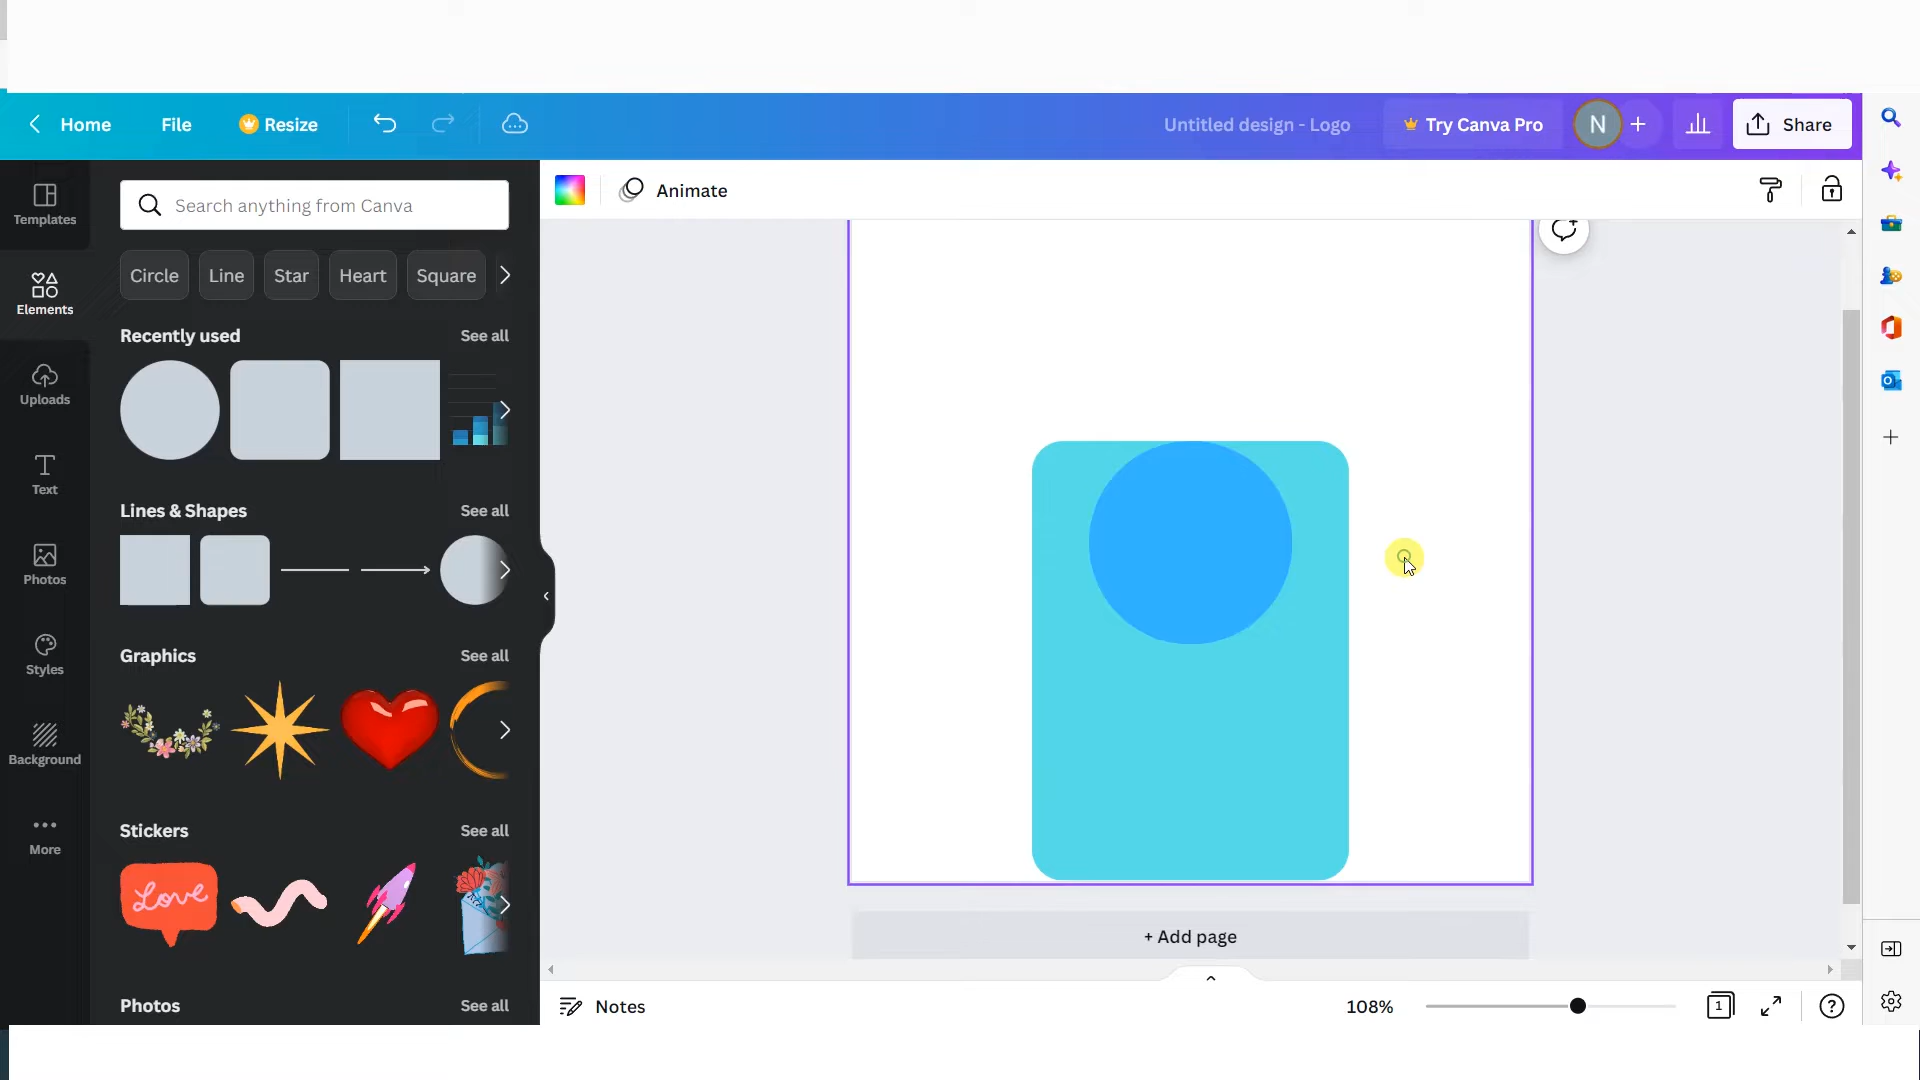 Home File Resize Untitled design - Logo Try Canva Pro N + Share
Templates
Elements
Uploads
Text
Photos
Styles
Background
More
Search anything from Canva
Circle Line Star Heart Square
Recently used See all
Lines & Shapes See all
Graphics See all
Stickers See all
Love
Photos See all
Animate
+ Add page
Notes 108% 1 ?